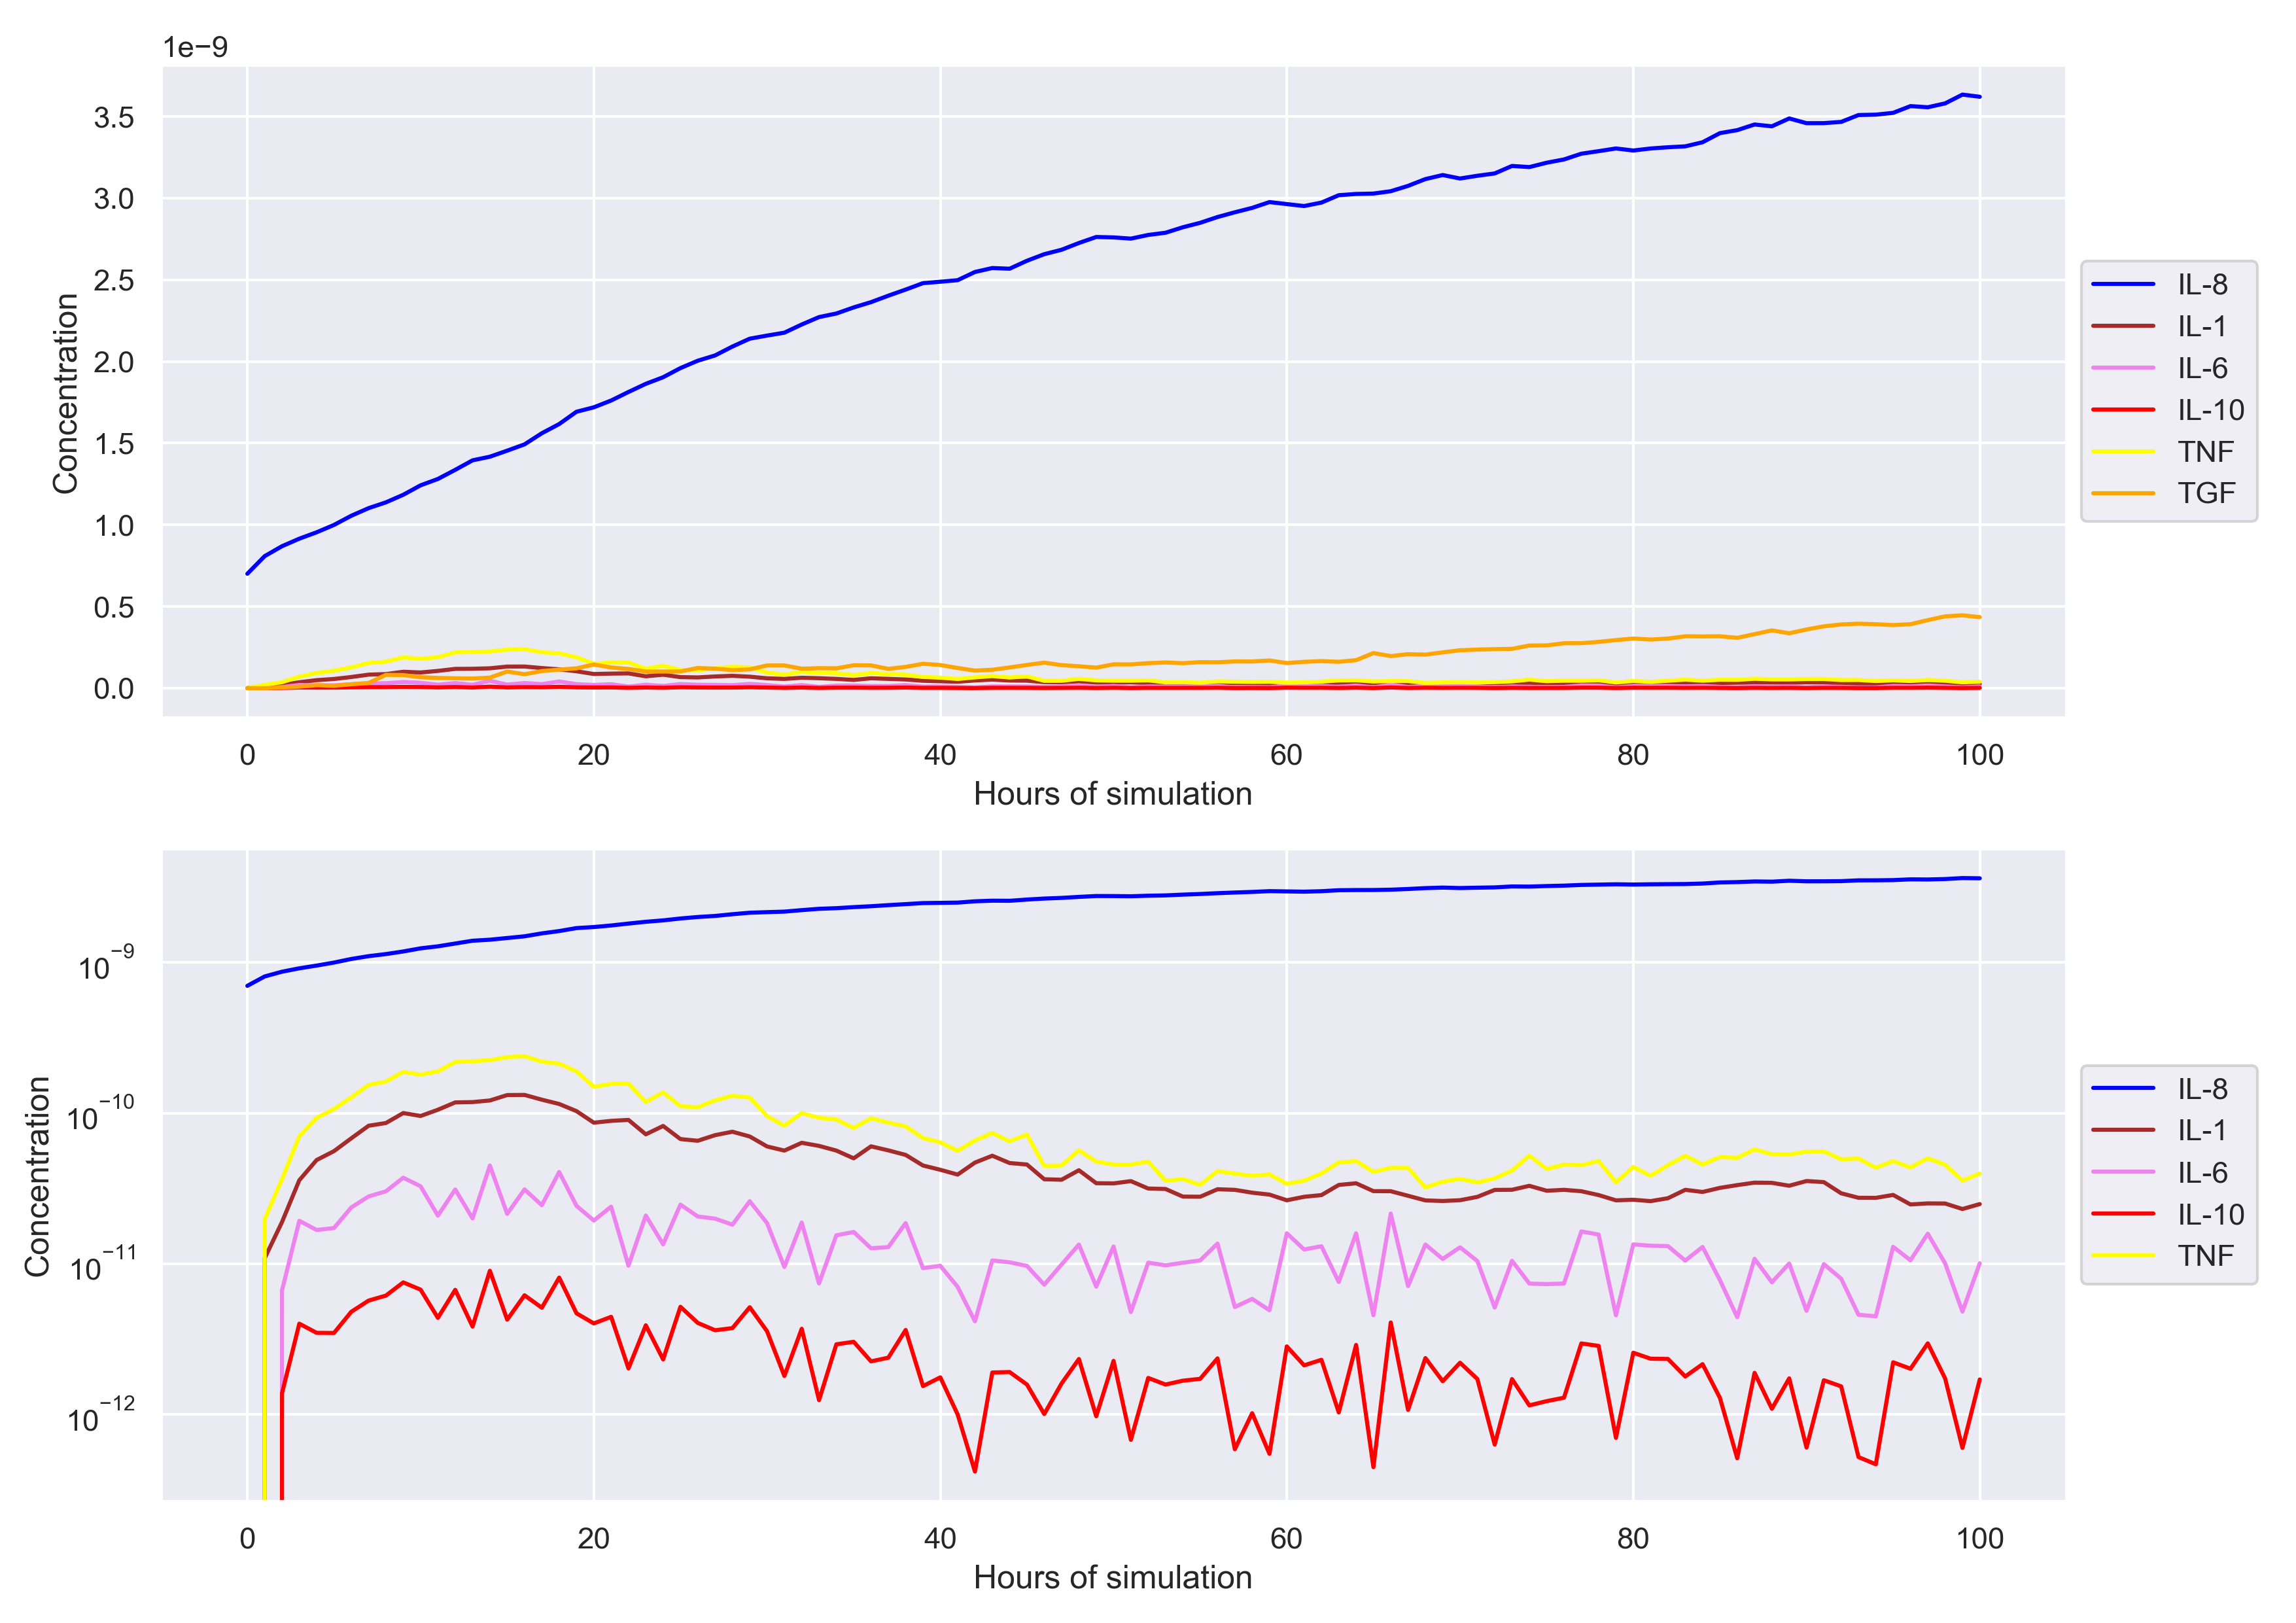 1e−9
3.5
3.0
2.5
2.0
1.5
1.0
0.5
0.0
Concentration
0 20 40 60 80 100
Hours of simulation
IL-8
IL-1
IL-6
IL-10
TNF
TGF
10⁻⁹
10⁻¹⁰
10⁻¹¹
10⁻¹²
Concentration
0 20 40 60 80 100
Hours of simulation
IL-8
IL-1
IL-6
IL-10
TNF